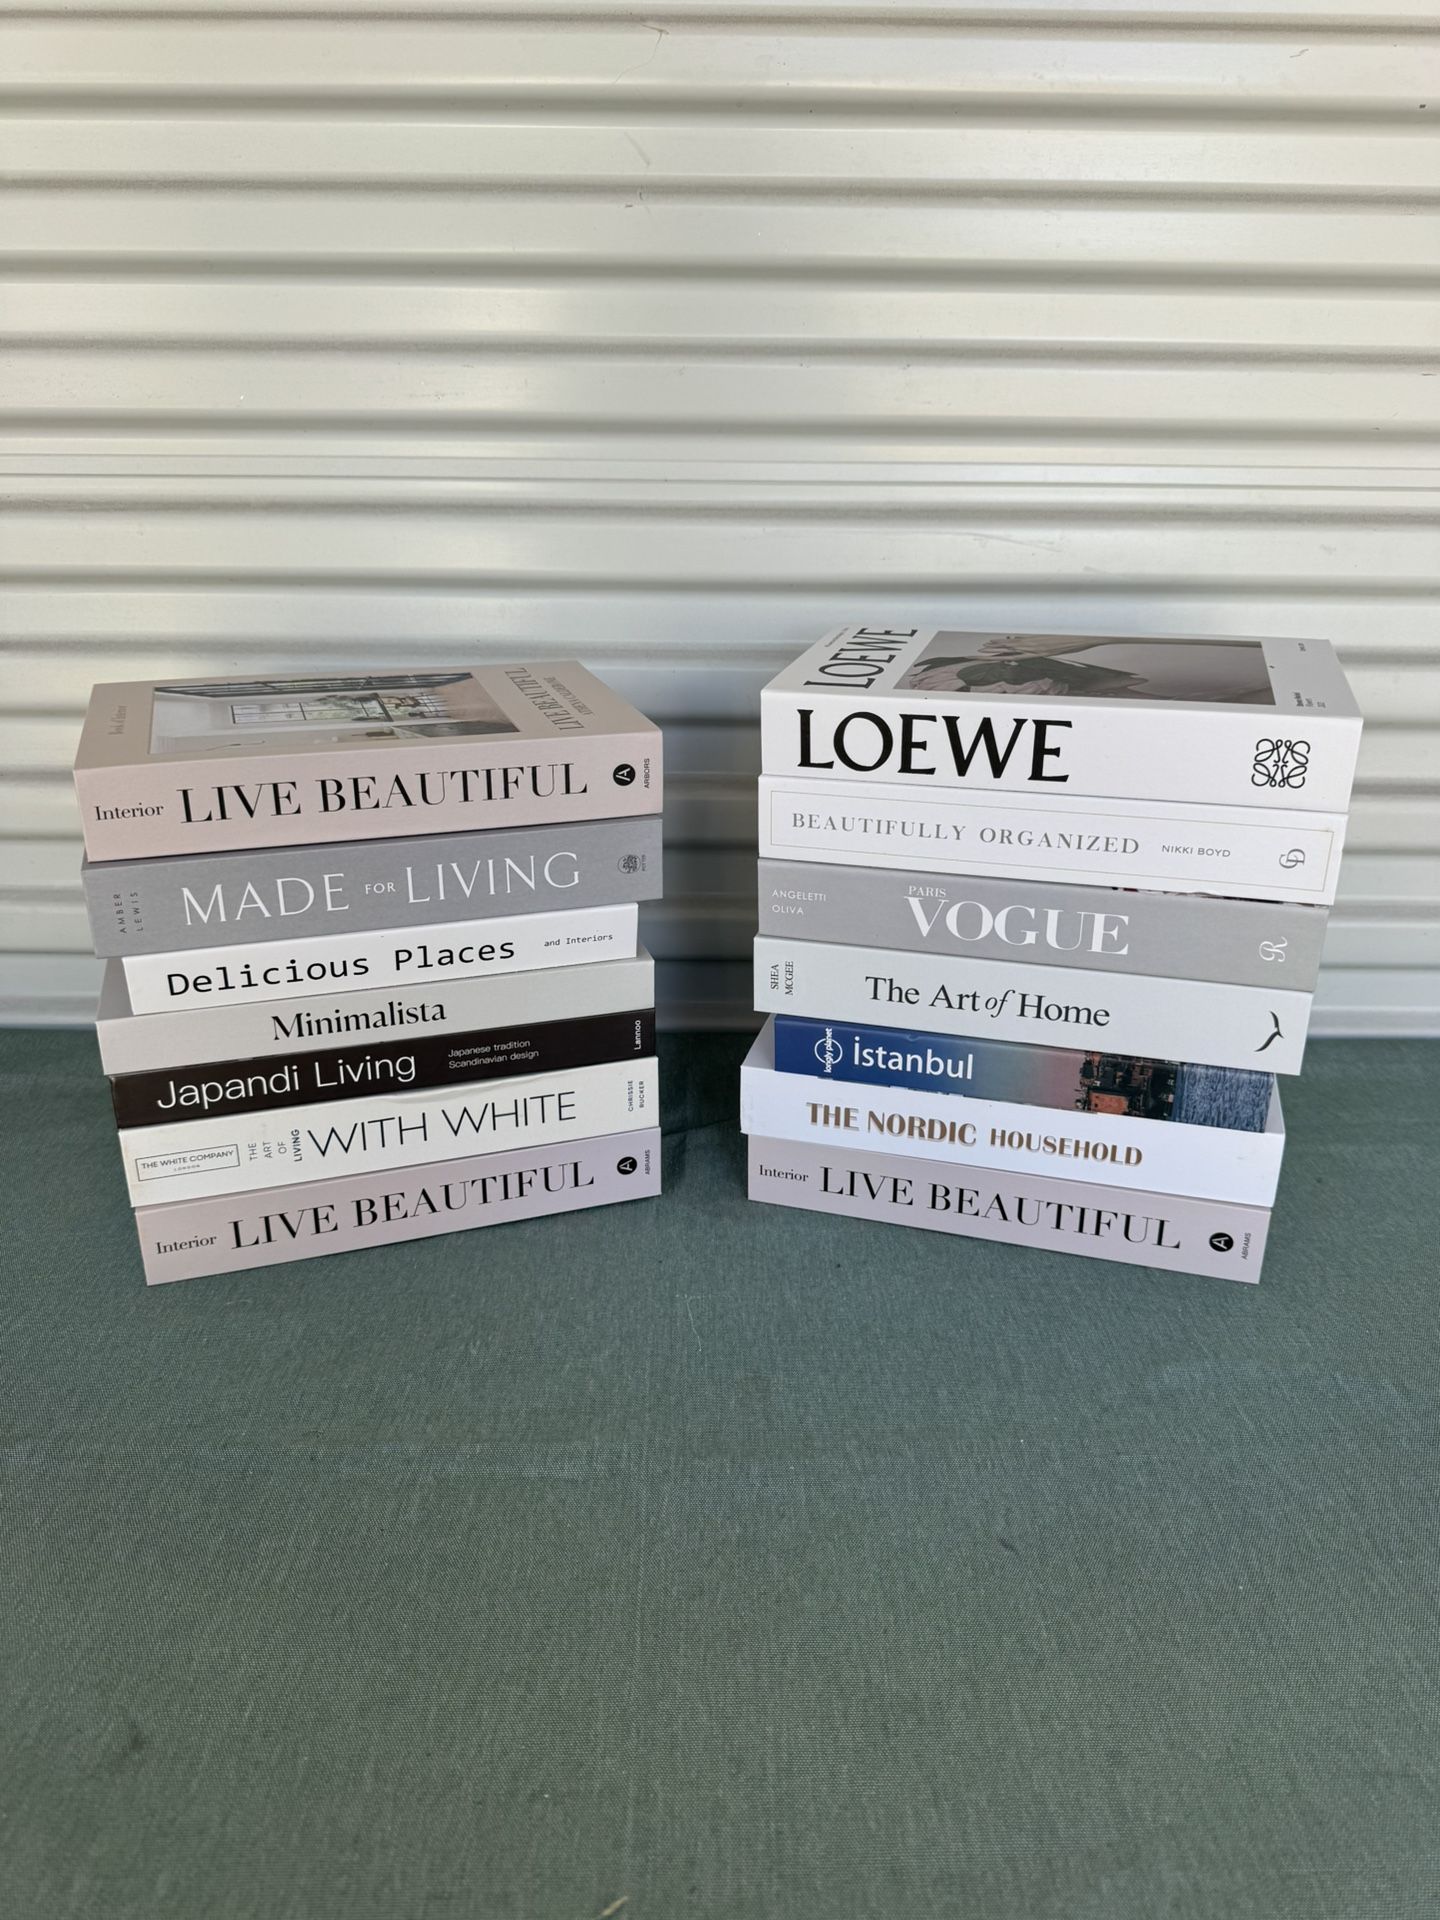 LIVE BEAUTIFUL
Interior LIVE BEAUTIFUL A ARBORS
AMBER LEWIS MADE FOR LIVING
Delicious Places and Interiors
Minimalista
Japandi Living Japanese tradition Scandinavian design Lannoo
THE WHITE COMPANY LONDON THE ART OF LIVING WITH WHITE CHRISSIE RUCKER
Interior LIVE BEAUTIFUL A ABRAMS
LOEWE
LOEWE
BEAUTIFULLY ORGANIZED NIKKI BOYD
ANGELETTI OLIVA PARIS VOGUE R
SHEA MCGEE The Art of Home
lonely planet İstanbul
THE NORDIC HOUSEHOLD
Interior LIVE BEAUTIFUL A ABRAMS